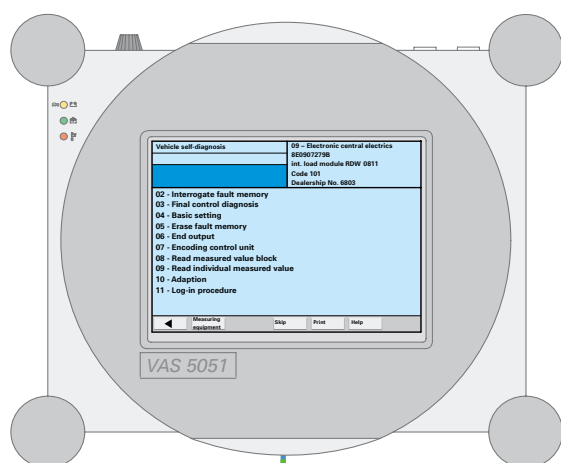 Vehicle self-diagnosis
09 – Electronic central electrics
8E0907279B
int. load module RDW 0811
Code 101
Dealership No. 6803
02 - Interrogate fault memory
03 - Final control diagnosis
04 - Basic setting
05 - Erase fault memory
06 - End output
07 - Encoding control unit
08 - Read measured value block
09 - Read individual measured value
10 - Adaption
11 - Log-in procedure
Measuring
equipment
Skip
Print
Help
VAS 5051